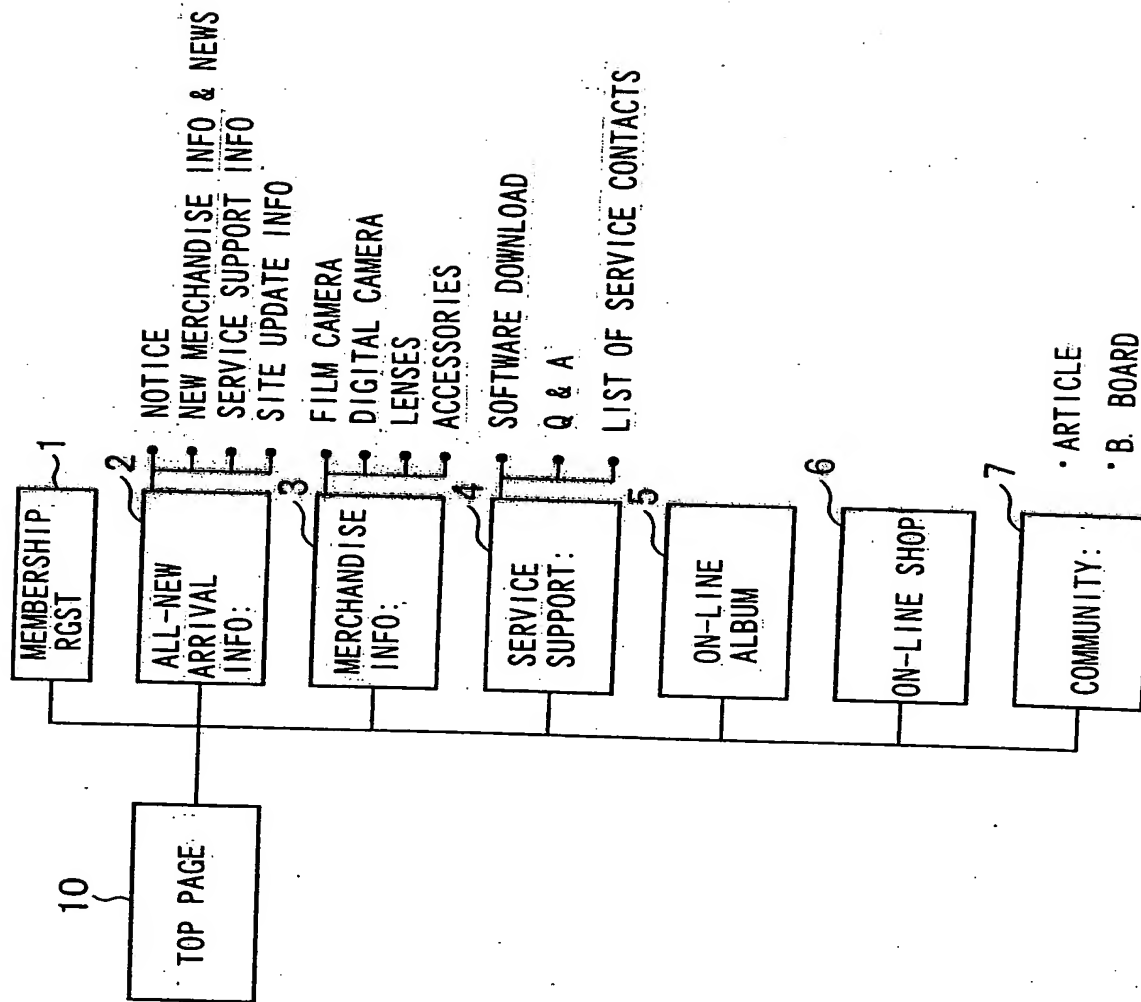 10
TOP PAGE
1
MEMBERSHIP
RGST
2
ALL-NEW
ARRIVAL
INFO:
NOTICE
NEW MERCHANDISE INFO & NEWS
SERVICE SUPPORT INFO
SITE UPDATE INFO
3
MERCHANDISE
INFO:
FILM CAMERA
DIGITAL CAMERA
LENSES
ACCESSORIES
4
SERVICE
SUPPORT:
SOFTWARE DOWNLOAD
Q & A
LIST OF SERVICE CONTACTS
5
ON-LINE
ALBUM
6
ON-LINE SHOP
7
COMMUNITY:
· ARTICLE
· B. BOARD